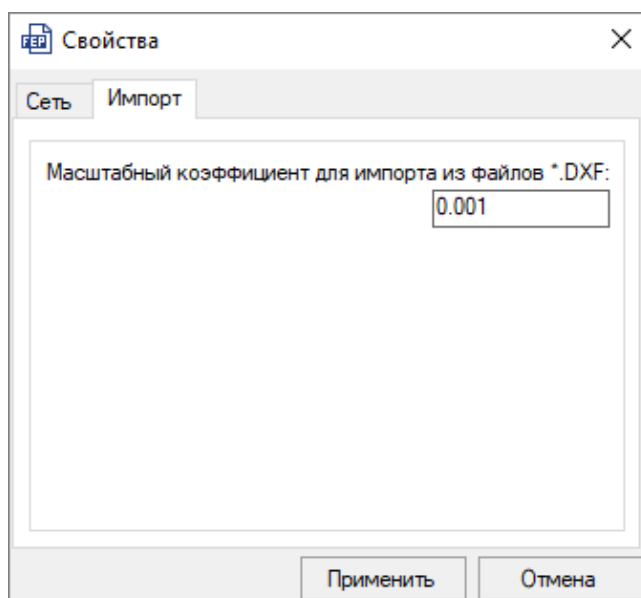 FEP Свойства
Сеть Импорт
Масштабный коэффициент для импорта из файлов *.DXF:
0.001
Применить Отмена